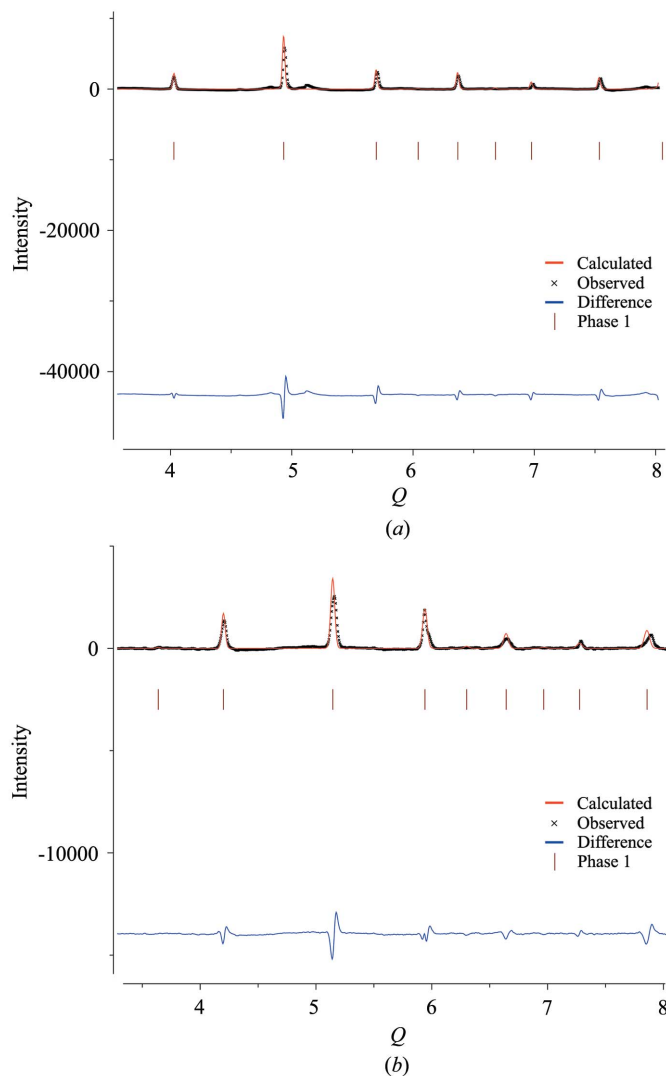 0
-20000
-40000
Intensity
Calculated
Observed
Difference
Phase 1
4 5 6 7 8
Q
(a)
0
-10000
Intensity
Calculated
Observed
Difference
Phase 1
4 5 6 7 8
Q
(b)